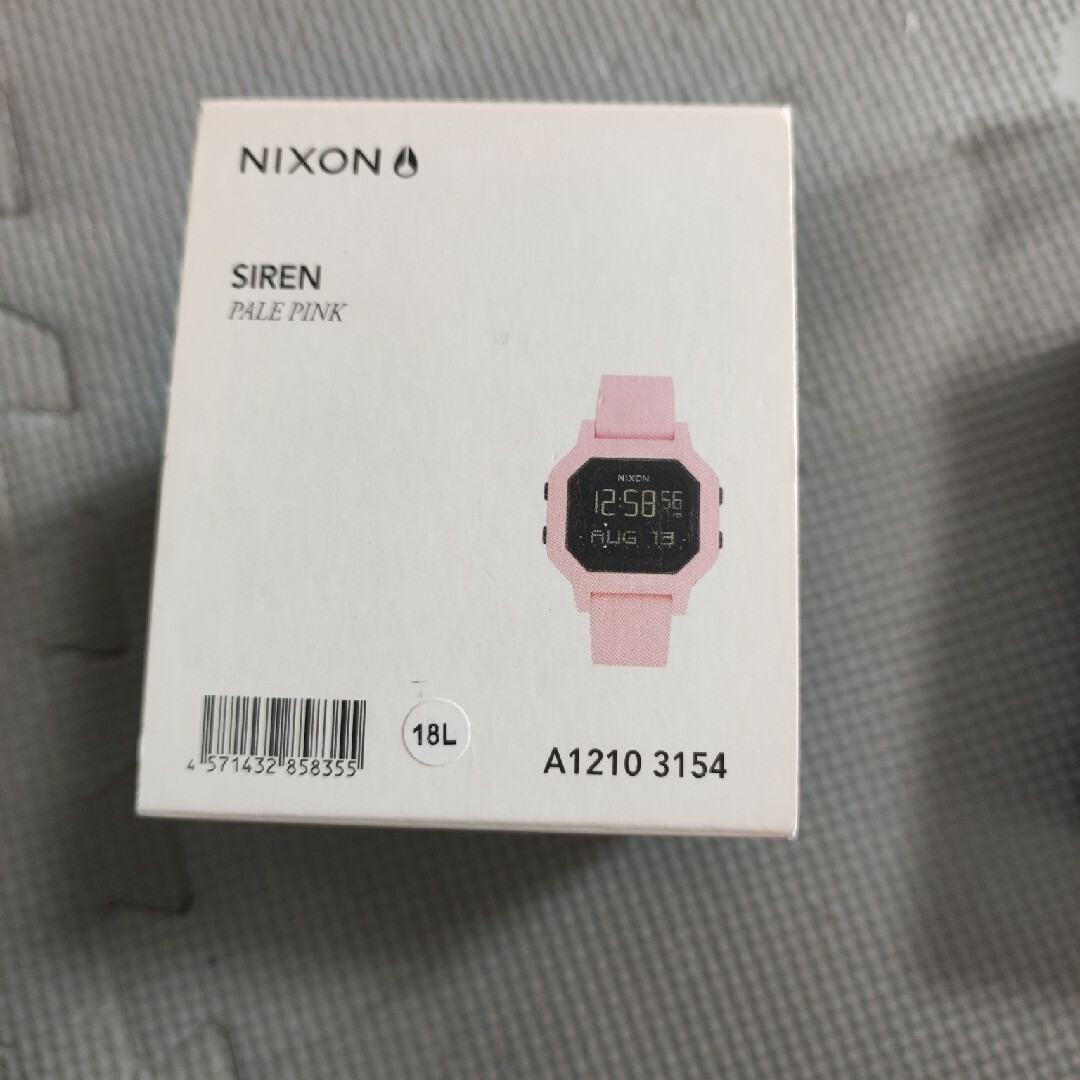 NIXON
SIREN
PALE PINK
NIXON
12:58 56
AUG 13
4 571432 858355
18L
A1210 3154